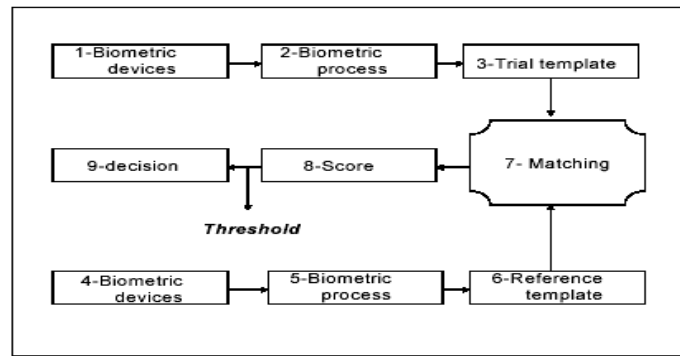 1-Biometric
devices
2-Biometric
process
3-Trial template
9-decision
8-Score
7- Matching
Threshold
4-Biometric
devices
5-Biometric
process
6-Reference
template